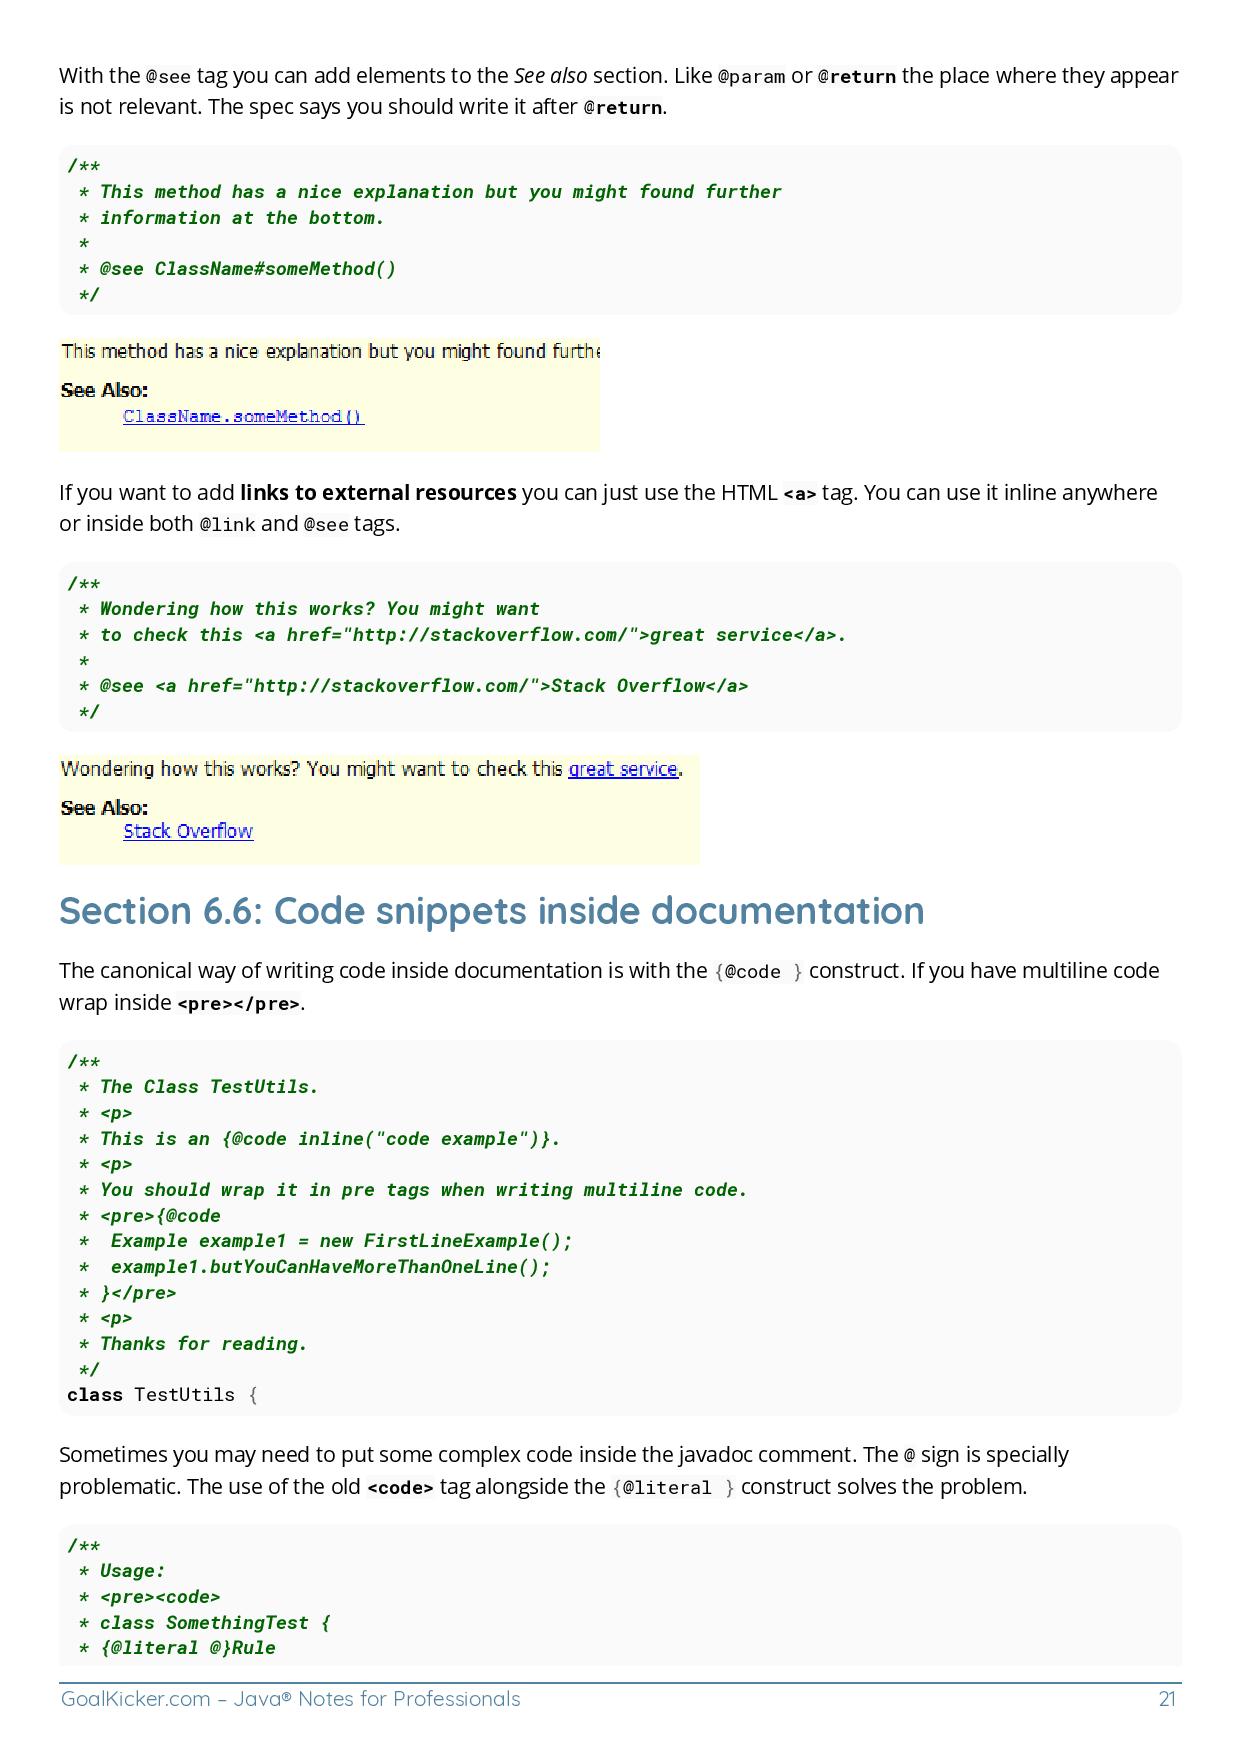 With the @see tag you can add elements to the See also section. Like @param or @return the place where they appear
is not relevant. The spec says you should write it after @return.
/**
 * This method has a nice explanation but you might found further
 * information at the bottom.
 *
 * @see ClassName#someMethod()
 */
This method has a nice explanation but you might found furthe
See Also:
ClassName.someMethod()
If you want to add links to external resources you can just use the HTML <a> tag. You can use it inline anywhere
or inside both @link and @see tags.
/**
 * Wondering how this works? You might want
 * to check this <a href="http://stackoverflow.com/">great service</a>.
 *
 * @see <a href="http://stackoverflow.com/">Stack Overflow</a>
 */
Wondering how this works? You might want to check this great service.
See Also:
Stack Overflow
Section 6.6: Code snippets inside documentation
The canonical way of writing code inside documentation is with the {@code } construct. If you have multiline code
wrap inside <pre></pre>.
/**
 * The Class TestUtils.
 * <p>
 * This is an {@code inline("code example")}.
 * <p>
 * You should wrap it in pre tags when writing multiline code.
 * <pre>{@code
 *  Example example1 = new FirstLineExample();
 *  example1.butYouCanHaveMoreThanOneLine();
 * }</pre>
 * <p>
 * Thanks for reading.
 */
class TestUtils {
Sometimes you may need to put some complex code inside the javadoc comment. The @ sign is specially
problematic. The use of the old <code> tag alongside the {@literal } construct solves the problem.
/**
 * Usage:
 * <pre><code>
 * class SomethingTest {
 * {@literal @}Rule
GoalKicker.com – Java® Notes for Professionals 21